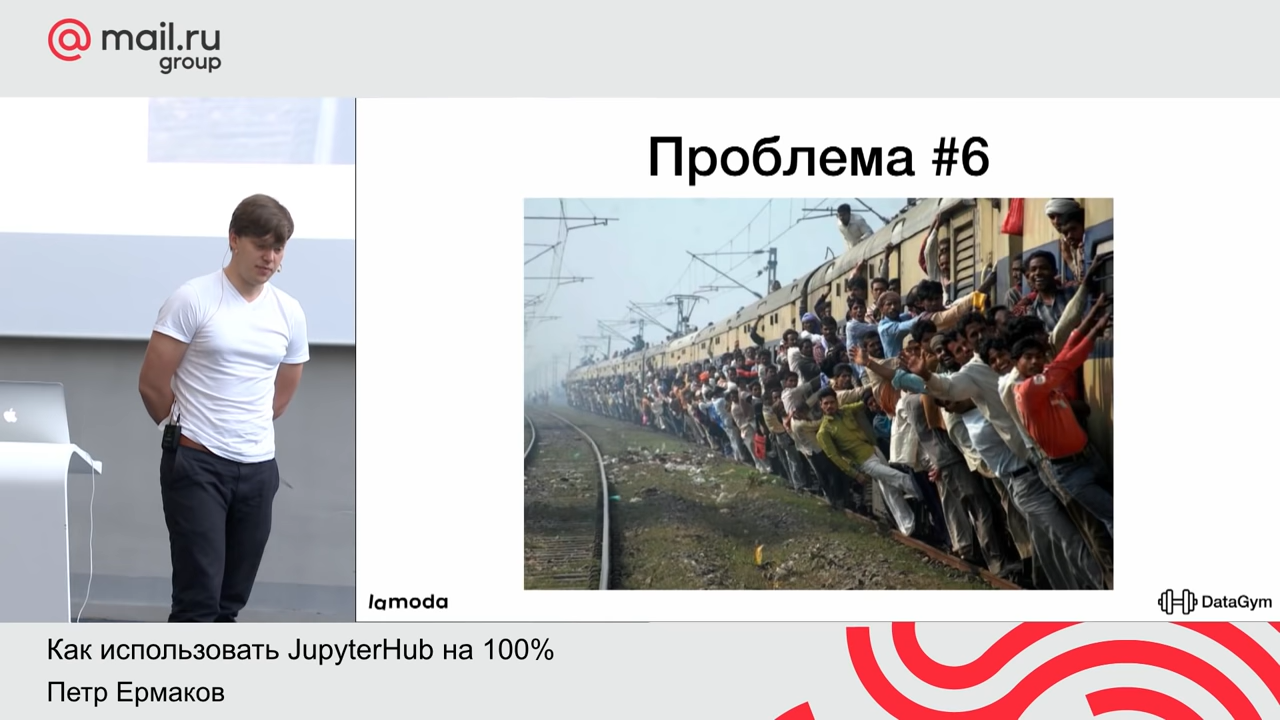 mail.ru
group
Проблема #6
lamoda
DataGym
Как использовать JupyterHub на 100%
Петр Ермаков